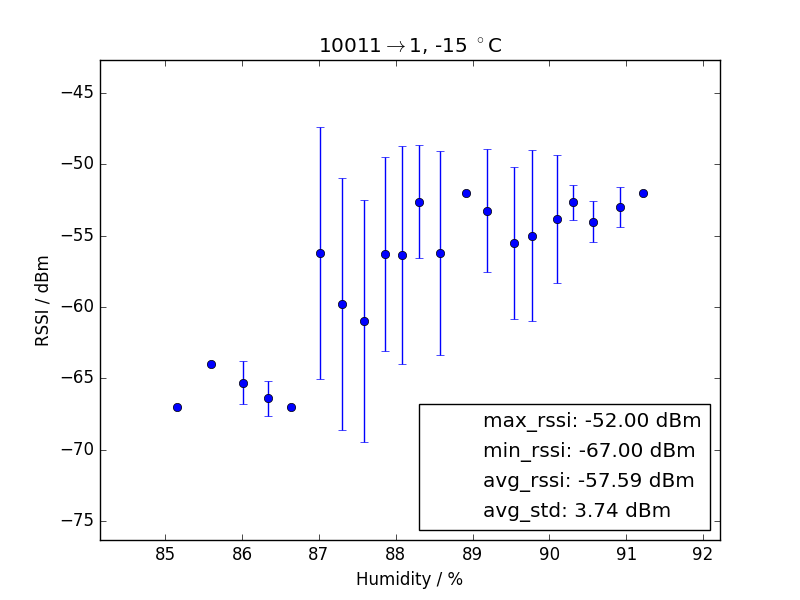 10011→1, -15 °C
RSSI / dBm
−45
−50
−55
−60
−65
−70
−75
max_rssi: -52.00 dBm
min_rssi: -67.00 dBm
avg_rssi: -57.59 dBm
avg_std: 3.74 dBm
85 86 87 88 89 90 91 92
Humidity / %